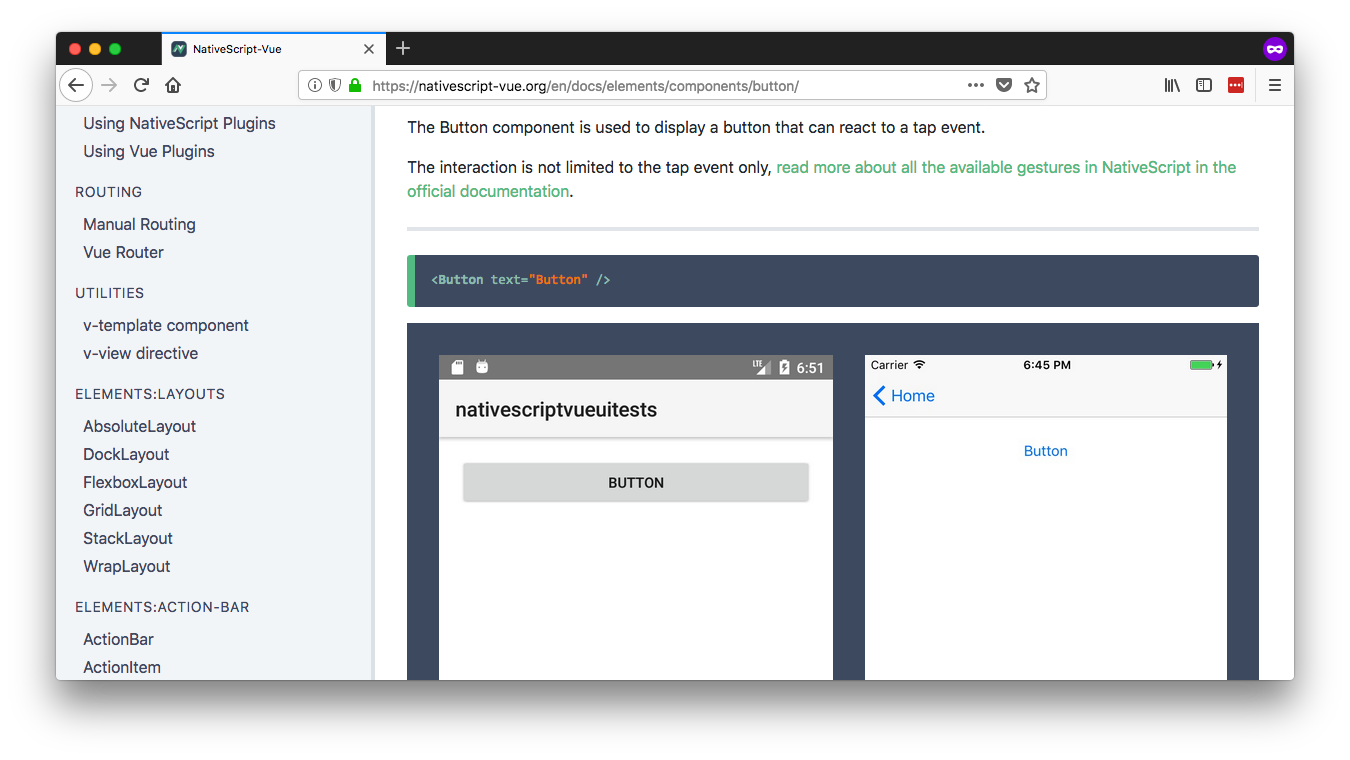 NativeScript-Vue
https://nativescript-vue.org/en/docs/elements/components/button/
Using NativeScript Plugins
Using Vue Plugins
ROUTING
Manual Routing
Vue Router
UTILITIES
v-template component
v-view directive
ELEMENTS:LAYOUTS
AbsoluteLayout
DockLayout
FlexboxLayout
GridLayout
StackLayout
WrapLayout
ELEMENTS:ACTION-BAR
ActionBar
ActionItem
The Button component is used to display a button that can react to a tap event.
The interaction is not limited to the tap event only, read more about all the available gestures in NativeScript in the
official documentation.
<Button text="Button" />
LTE 6:51
nativescriptvueuitests
BUTTON
Carrier 6:45 PM
Home
Button